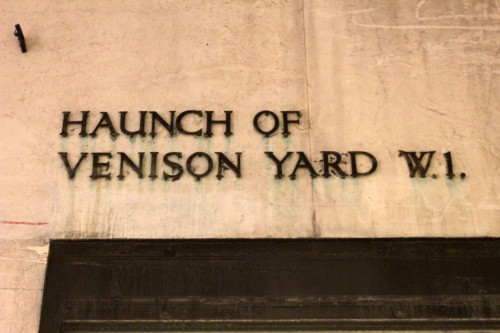 HAUNCH OF
VENISON YARD W.1.